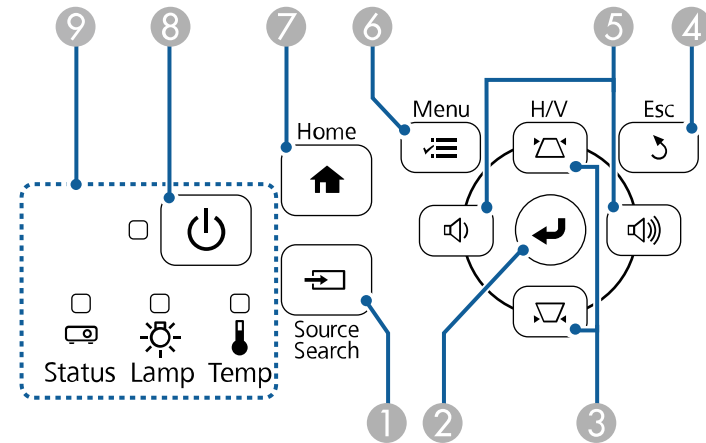 9 8 7 6 5 4
Menu H/V Esc
Home
Source
Search
Status Lamp Temp
1 2 3